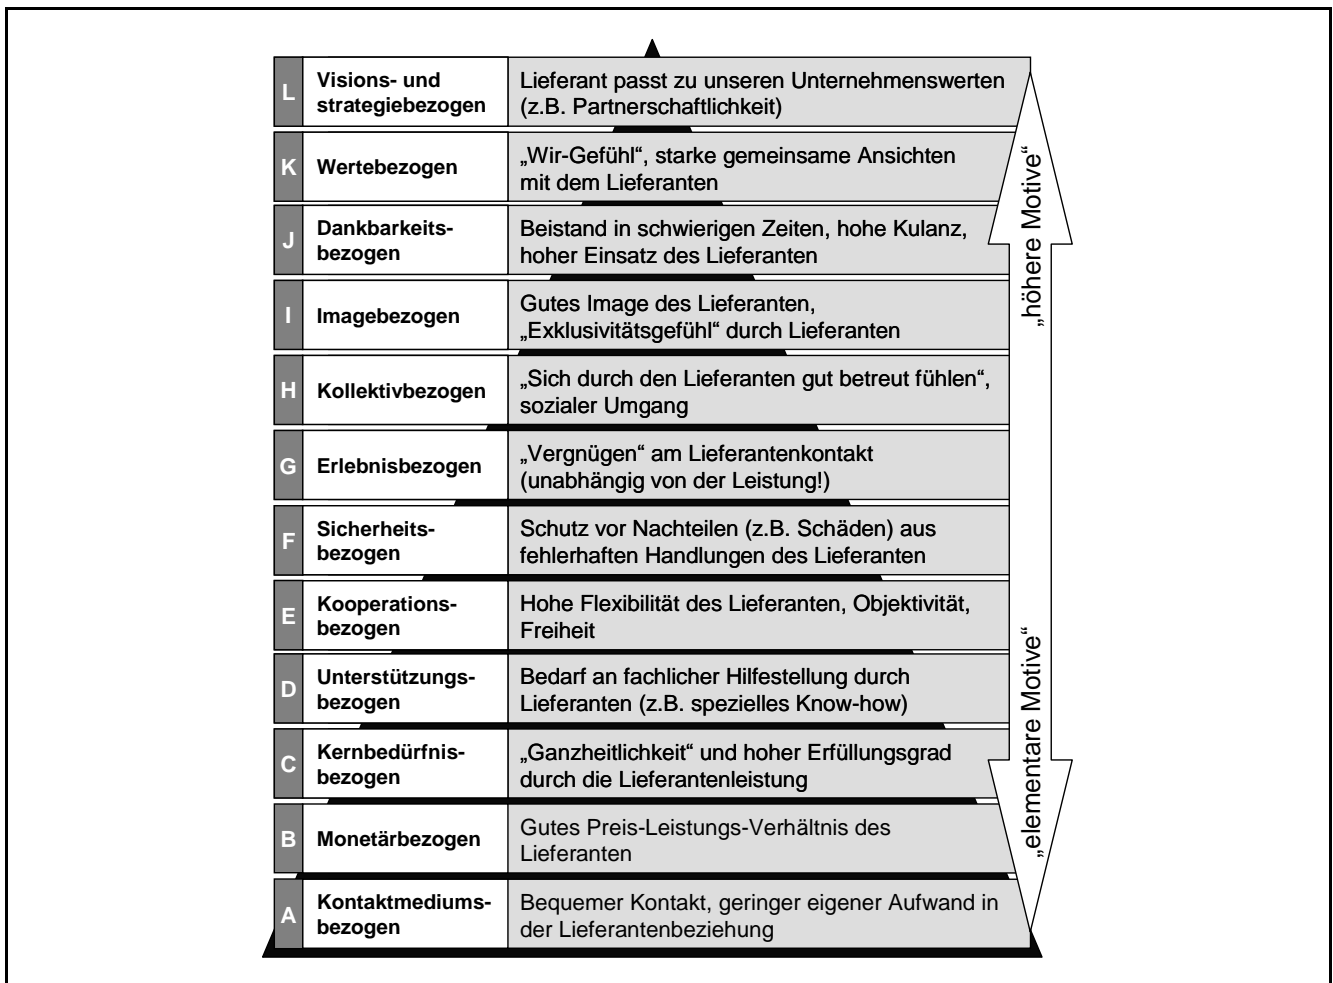 L
Visions- und
strategiebezogen
Lieferant passt zu unseren Unternehmenswerten
(z.B. Partnerschaftlichkeit)
K
Wertebezogen
„Wir-Gefühl“, starke gemeinsame Ansichten
mit dem Lieferanten
J
Dankbarkeits-
bezogen
Beistand in schwierigen Zeiten, hohe Kulanz,
hoher Einsatz des Lieferanten
I
Imagebezogen
Gutes Image des Lieferanten,
„Exklusivitätsgefühl“ durch Lieferanten
H
Kollektivbezogen
„Sich durch den Lieferanten gut betreut fühlen“,
sozialer Umgang
G
Erlebnisbezogen
„Vergnügen“ am Lieferantenkontakt
(unabhängig von der Leistung!)
F
Sicherheits-
bezogen
Schutz vor Nachteilen (z.B. Schäden) aus
fehlerhaften Handlungen des Lieferanten
E
Kooperations-
bezogen
Hohe Flexibilität des Lieferanten, Objektivität,
Freiheit
D
Unterstützungs-
bezogen
Bedarf an fachlicher Hilfestellung durch
Lieferanten (z.B. spezielles Know-how)
C
Kernbedürfnis-
bezogen
„Ganzheitlichkeit“ und hoher Erfüllungsgrad
durch die Lieferantenleistung
B
Monetärbezogen
Gutes Preis-Leistungs-Verhältnis des
Lieferanten
A
Kontaktmediums-
bezogen
Bequemer Kontakt, geringer eigener Aufwand in
der Lieferantenbeziehung
„höhere Motive“
„elementare Motive“